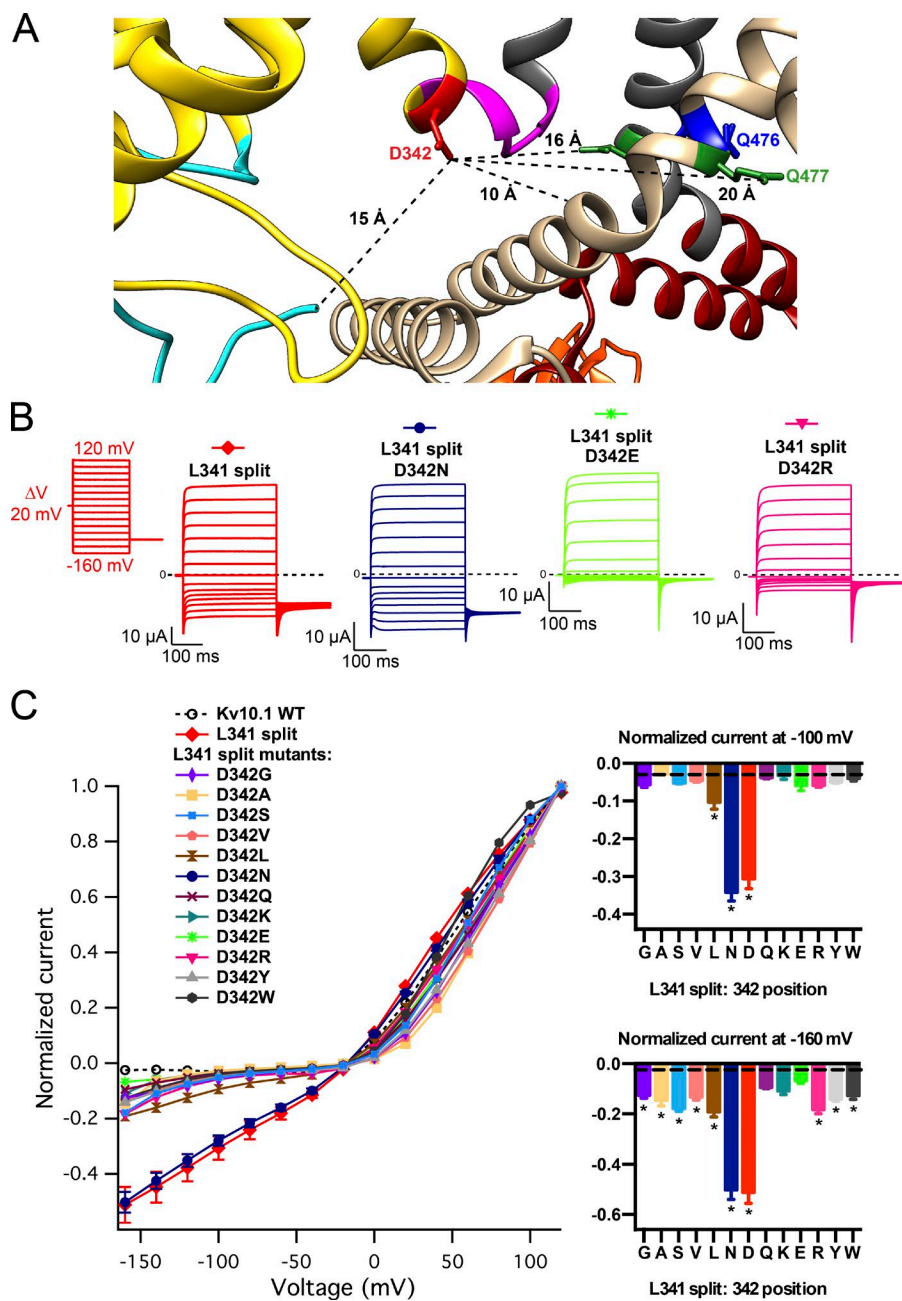 A
D342
16 Å
Q476
Q477
20 Å
10 Å
15 Å
B
120 mV
ΔV
20 mV
-160 mV
L341 split
L341 split
D342N
L341 split
D342E
L341 split
D342R
0
0
0
0
10 µA
100 ms
10 µA
100 ms
10 µA
100 ms
10 µA
100 ms
C
Kv10.1 WT
L341 split
L341 split mutants:
D342G
D342A
D342S
D342V
D342L
D342N
D342Q
D342K
D342E
D342R
D342Y
D342W
Normalized current
1.0
0.8
0.6
0.4
0.2
0.0
-0.2
-0.4
-150 -100 -50 0 50 100
Voltage (mV)
Normalized current at -100 mV
0.0
-0.1
-0.2
-0.3
-0.4
* * *
G A S V L N D Q K E R Y W
L341 split: 342 position
Normalized current at -160 mV
0.0
-0.2
-0.4
-0.6
* * * * * * * * * *
G A S V L N D Q K E R Y W
L341 split: 342 position